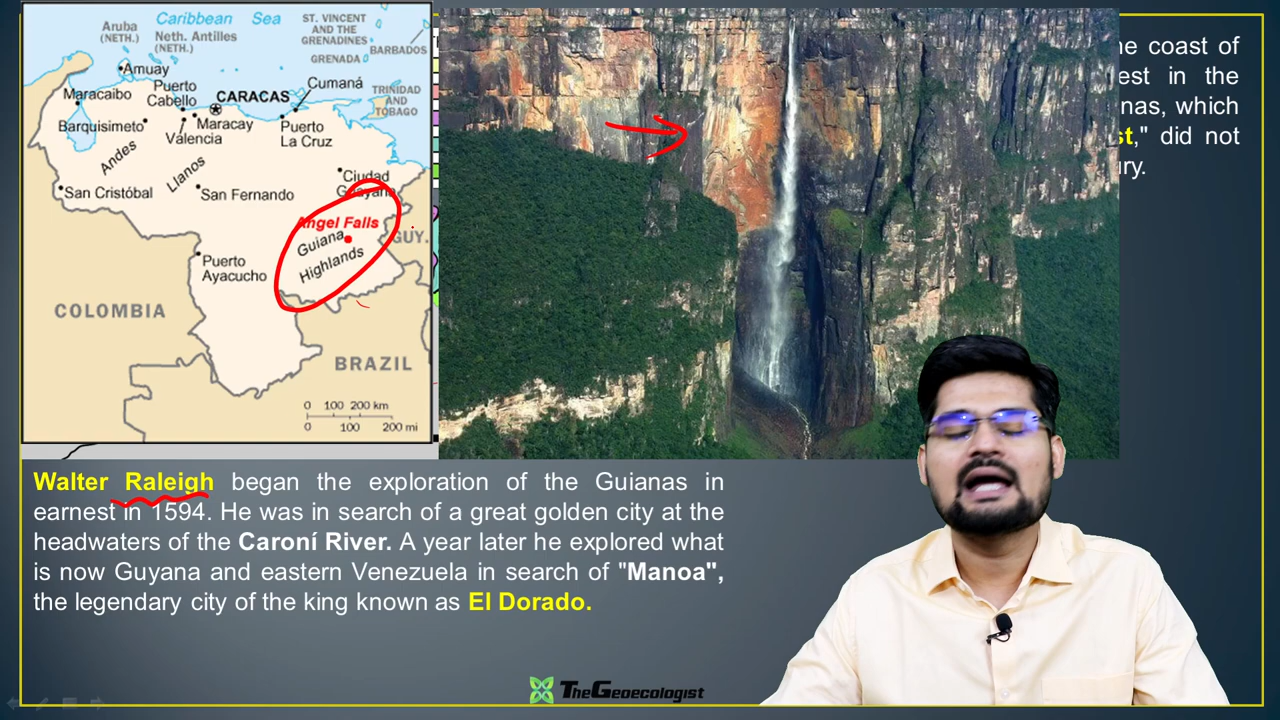 Caribbean Sea
Aruba
(NETH.)
Neth. Antilles
(NETH.)
ST. VINCENT
AND THE
GRENADINES
GRENADA
BARBADOS
Amuay
Maracaibo
Puerto
Cabello
CARACAS
Cumaná
TRINIDAD
AND
TOBAGO
Barquisimeto
Maracay
Valencia
Puerto
La Cruz
Andes
Llanos
San Cristóbal
San Fernando
Ciudad
Guayana
Angel Falls
Guiana
Highlands
GUY.
Puerto
Ayacucho
COLOMBIA
BRAZIL
0 100 200 km
0 100 200 mi
coast of
in the
which
," did not
Walter Raleigh began the exploration of the Guianas in
earnest in 1594. He was in search of a great golden city at the
headwaters of the Caroní River. A year later he explored what
is now Guyana and eastern Venezuela in search of "Manoa",
the legendary city of the king known as El Dorado.
THEGEOECOLOGIST